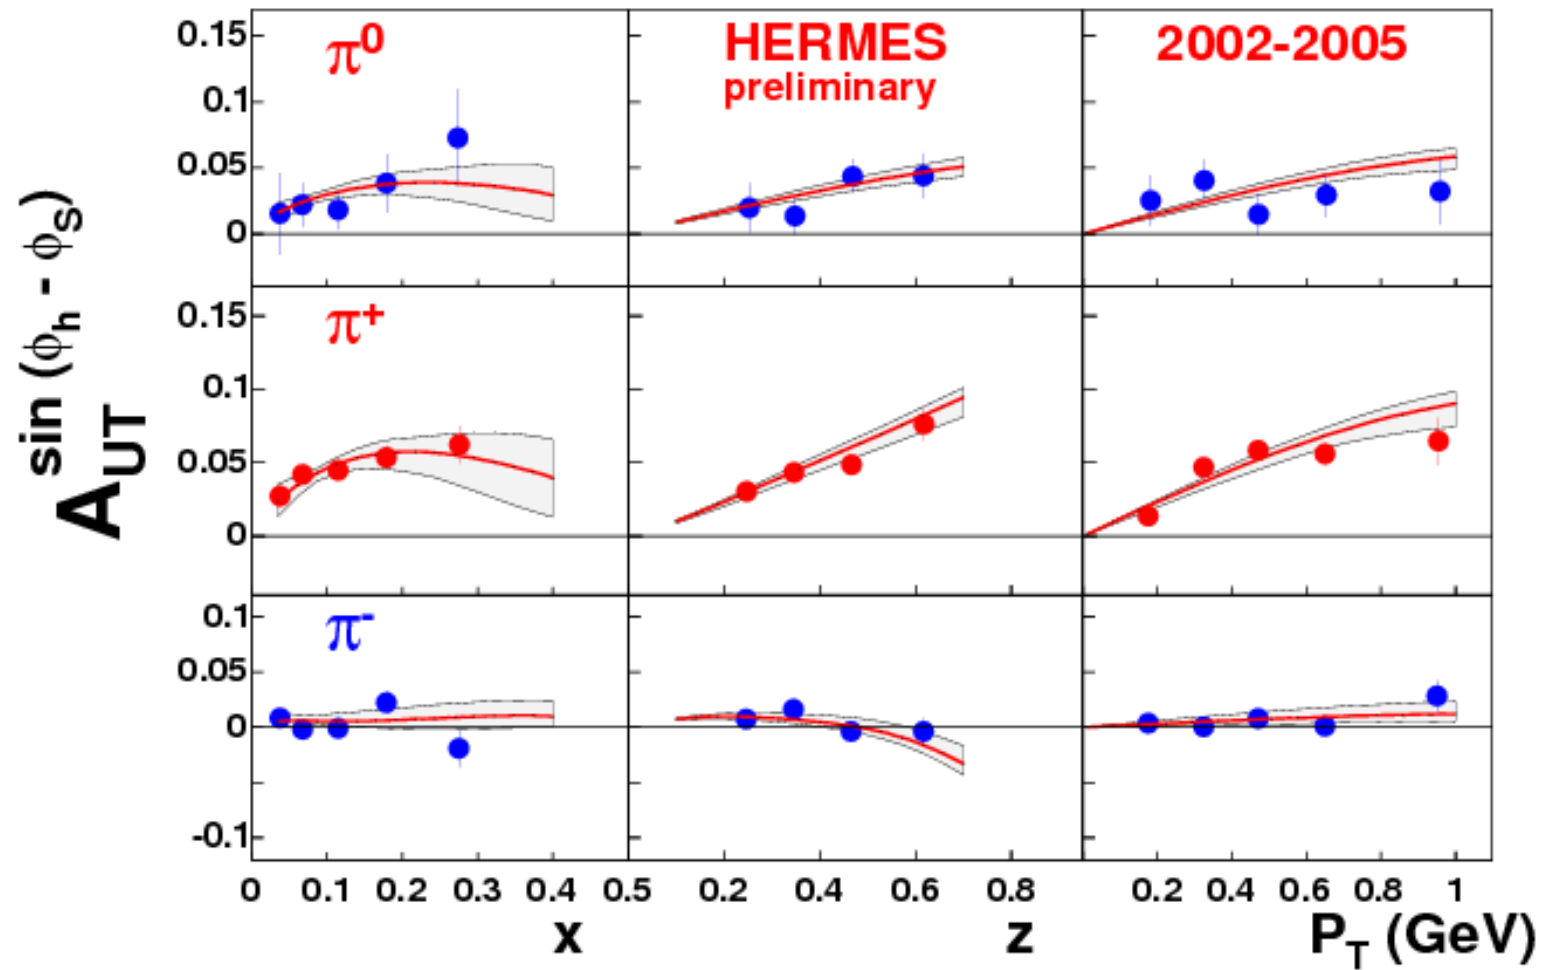 A_UT^sin (ϕ_h - ϕ_S)
π⁰
HERMES
preliminary
2002-2005
0.15
0.1
0.05
0
π⁺
0.15
0.1
0.05
0
π⁻
0.1
0.05
0
-0.1
0 0.1 0.2 0.3 0.4 0.5 0.2 0.4 0.6 0.8 0.2 0.4 0.6 0.8 1
x z P_T (GeV)